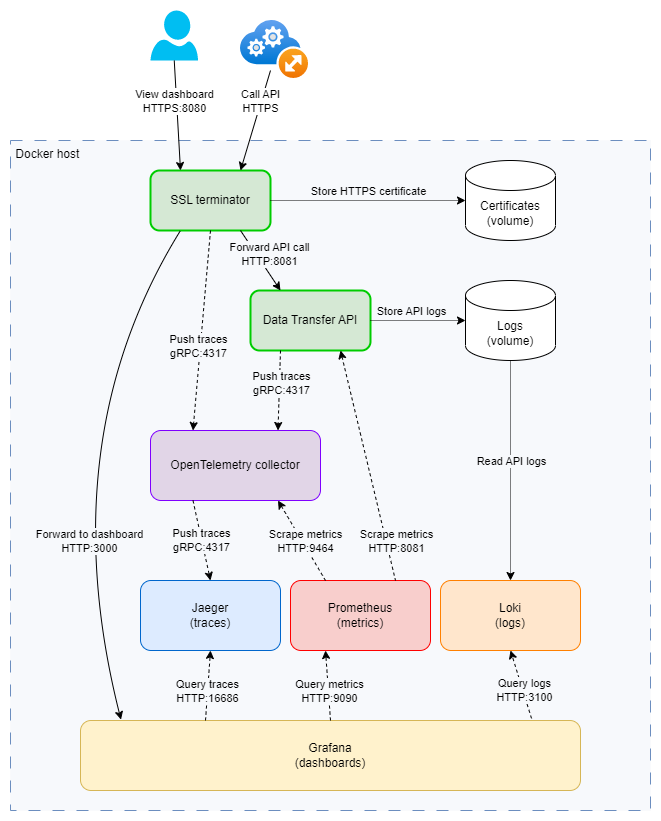 View dashboard
HTTPS:8080
Call API
HTTPS
Docker host
SSL terminator
Store HTTPS certificate
Certificates
(volume)
Forward API call
HTTP:8081
Data Transfer API
Store API logs
Logs
(volume)
Push traces
gRPC:4317
Push traces
gRPC:4317
OpenTelemetry collector
Read API logs
Forward to dashboard
HTTP:3000
Push traces
gRPC:4317
Scrape metrics
HTTP:9464
Scrape metrics
HTTP:8081
Jaeger
(traces)
Prometheus
(metrics)
Loki
(logs)
Query traces
HTTP:16686
Query metrics
HTTP:9090
Query logs
HTTP:3100
Grafana
(dashboards)